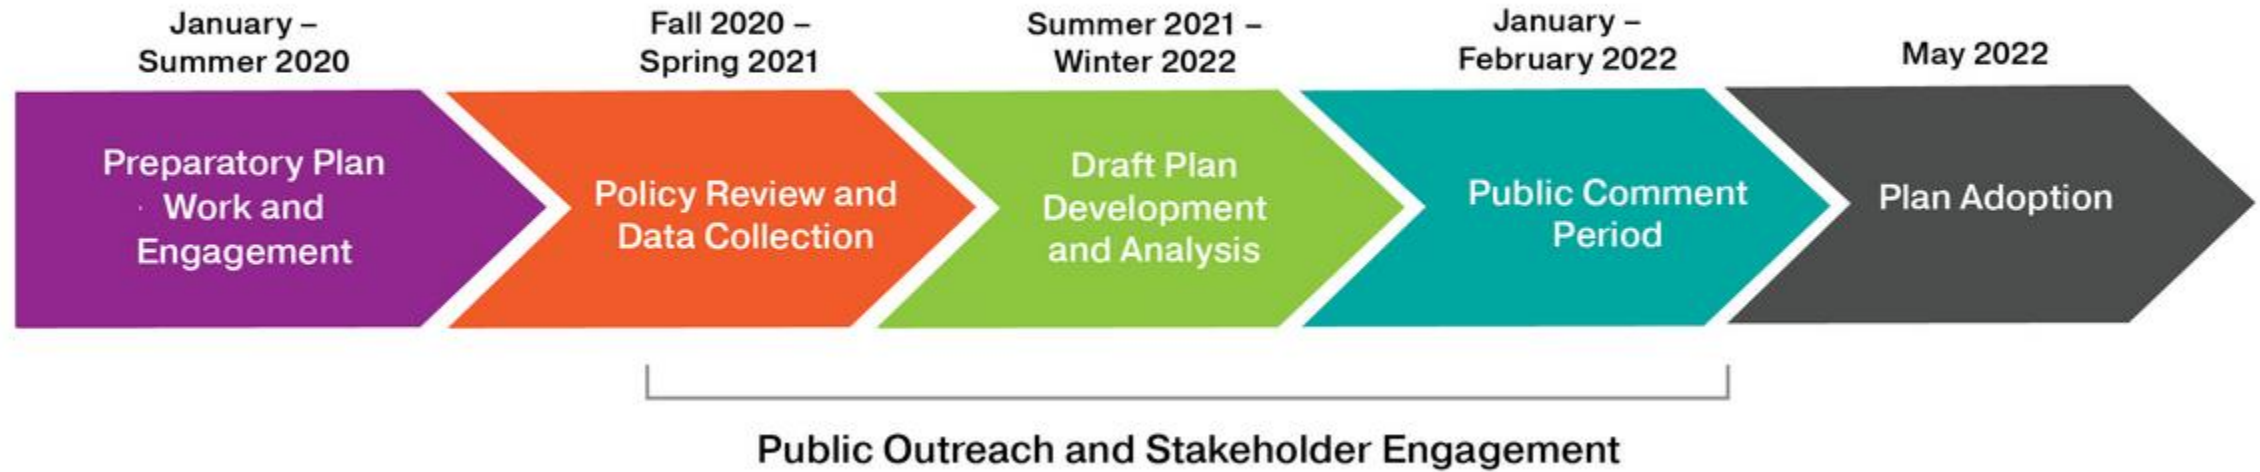 January –
Summer 2020
Fall 2020 –
Spring 2021
Summer 2021 –
Winter 2022
January –
February 2022
May 2022
Preparatory Plan
Work and
Engagement
Policy Review and
Data Collection
Draft Plan
Development
and Analysis
Public Comment
Period
Plan Adoption
Public Outreach and Stakeholder Engagement